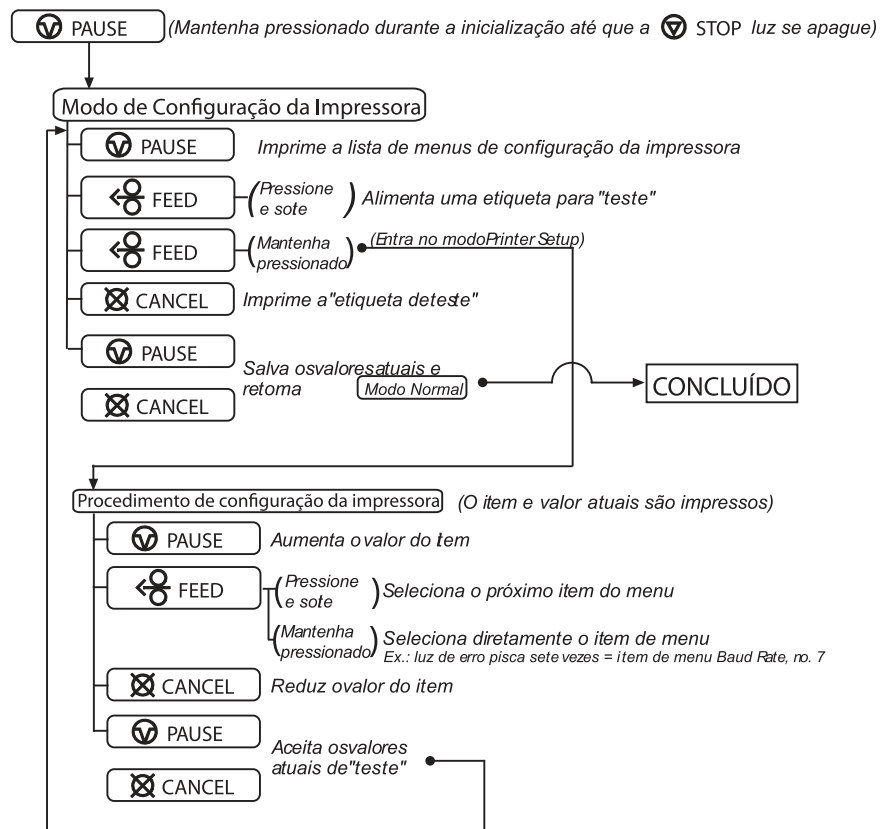 PAUSE (Mantenha pressionado durante a inicialização até que a STOP luz se apague)
Modo de Configuração da Impressora
PAUSE Imprime a lista de menus de configuração da impressora
FEED (Pressione e sote) Alimenta uma etiqueta para "teste"
FEED (Mantenha pressionado) (Entra no modoPrinter Setup)
CANCEL Imprime a"etiqueta deteste"
PAUSE
Salva osvaloresatuais e
retorna Modo Normal
CONCLUÍDO
CANCEL
Procedimento de configuração da impressora (O item e valor atuais são impressos)
PAUSE Aumenta ovalor do item
FEED (Pressione e sote) Seleciona o próximo item do menu
(Mantenha pressionado) Seleciona diretamente o item de menu
Ex.: luz de erro pisca sete vezes = item de menu Baud Rate, no. 7
CANCEL Reduz ovalor do item
PAUSE
Aceita osvalores
atuais de"teste"
CANCEL